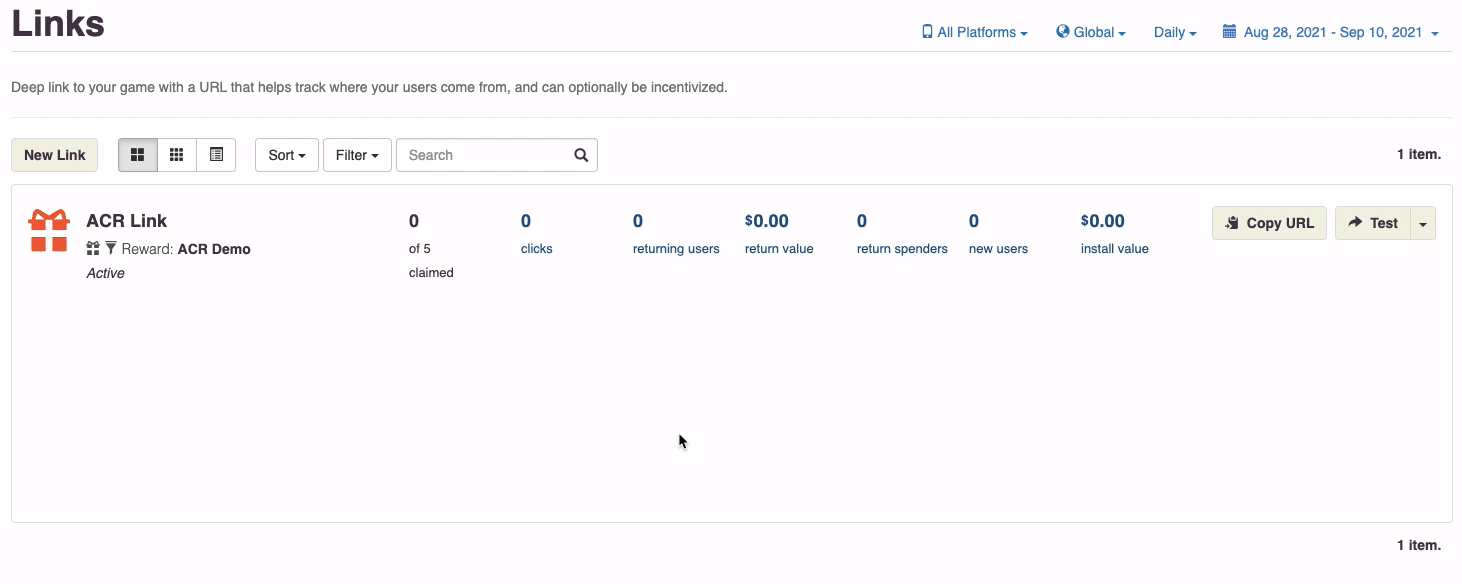 Links
All Platforms Global Daily Aug 28, 2021 - Sep 10, 2021
Deep link to your game with a URL that helps track where your users come from, and can optionally be incentivized.
New Link Sort Filter Search 1 item.
ACR Link 0 0 0 $0.00 0 0 $0.00 Copy URL Test
Reward: ACR Demo of 5 clicks returning users return value return spenders new users install value
Active claimed
1 item.